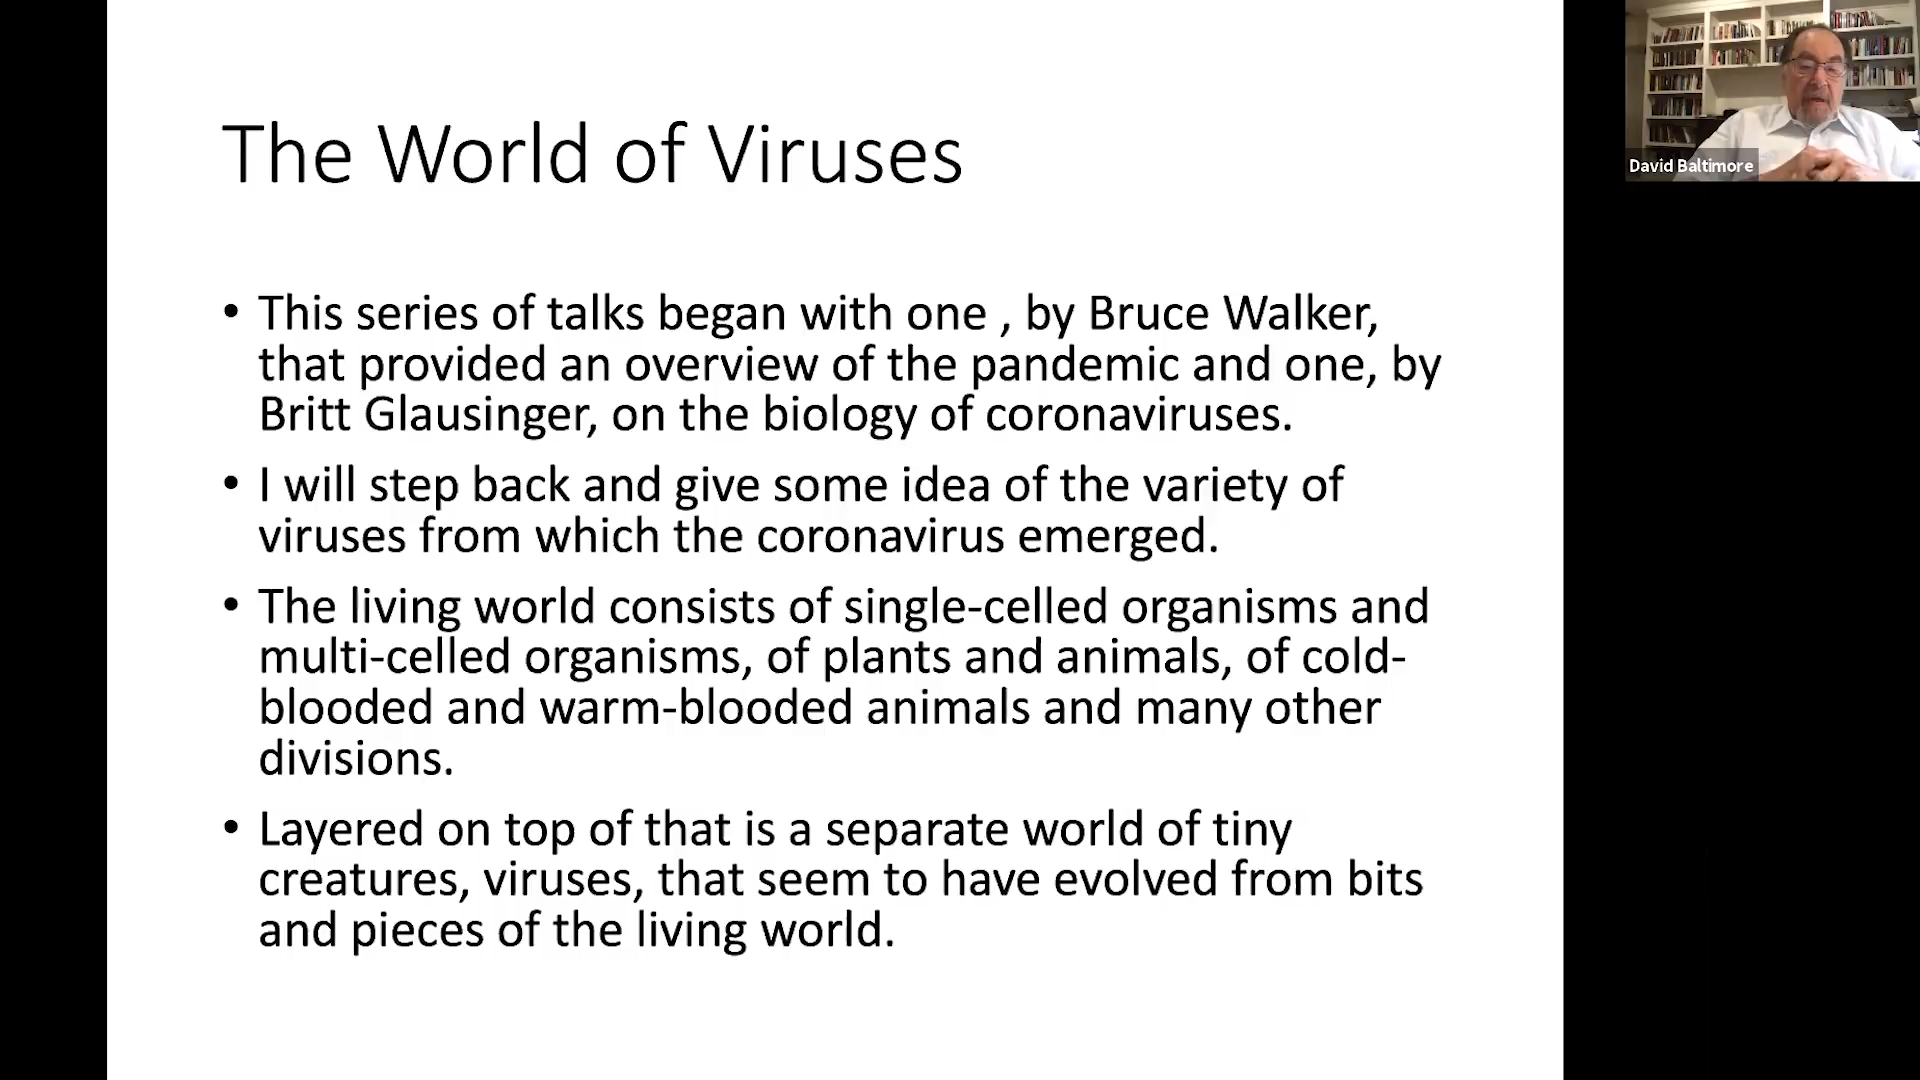 The World of Viruses
• This series of talks began with one , by Bruce Walker,
that provided an overview of the pandemic and one, by
Britt Glausinger, on the biology of coronaviruses.
• I will step back and give some idea of the variety of
viruses from which the coronavirus emerged.
• The living world consists of single-celled organisms and
multi-celled organisms, of plants and animals, of cold-
blooded and warm-blooded animals and many other
divisions.
• Layered on top of that is a separate world of tiny
creatures, viruses, that seem to have evolved from bits
and pieces of the living world.
David Baltimore